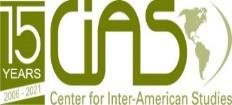 15
YEARS
2006 - 2021
CIAS
Center for Inter-American Studies